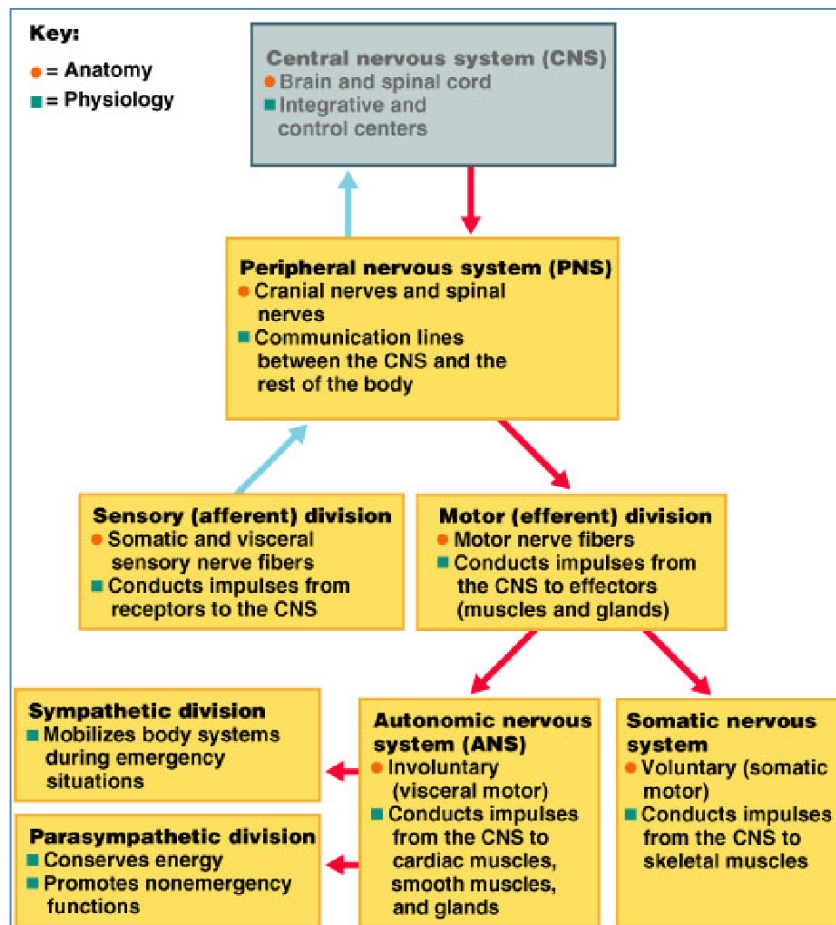 Key:
= Anatomy
= Physiology
Central nervous system (CNS)
Brain and spinal cord
Integrative and
control centers
Peripheral nervous system (PNS)
Cranial nerves and spinal
nerves
Communication lines
between the CNS and the
rest of the body
Sensory (afferent) division
Somatic and visceral
sensory nerve fibers
Conducts impulses from
receptors to the CNS
Motor (efferent) division
Motor nerve fibers
Conducts impulses from
the CNS to effectors
(muscles and glands)
Sympathetic division
Mobilizes body systems
during emergency
situations
Parasympathetic division
Conserves energy
Promotes nonemergency
functions
Autonomic nervous
system (ANS)
Involuntary
(visceral motor)
Conducts impulses
from the CNS to
cardiac muscles,
smooth muscles,
and glands
Somatic nervous
system
Voluntary (somatic
motor)
Conducts impulses
from the CNS to
skeletal muscles